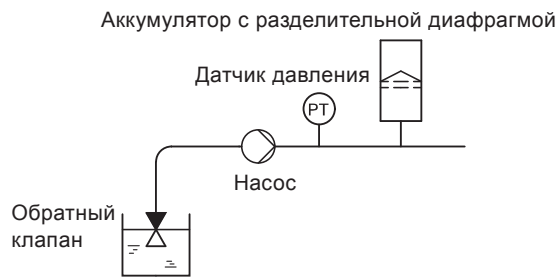 Аккумулятор с разделительной диафрагмой
Датчик давления
PT
Насос
Обратный
клапан